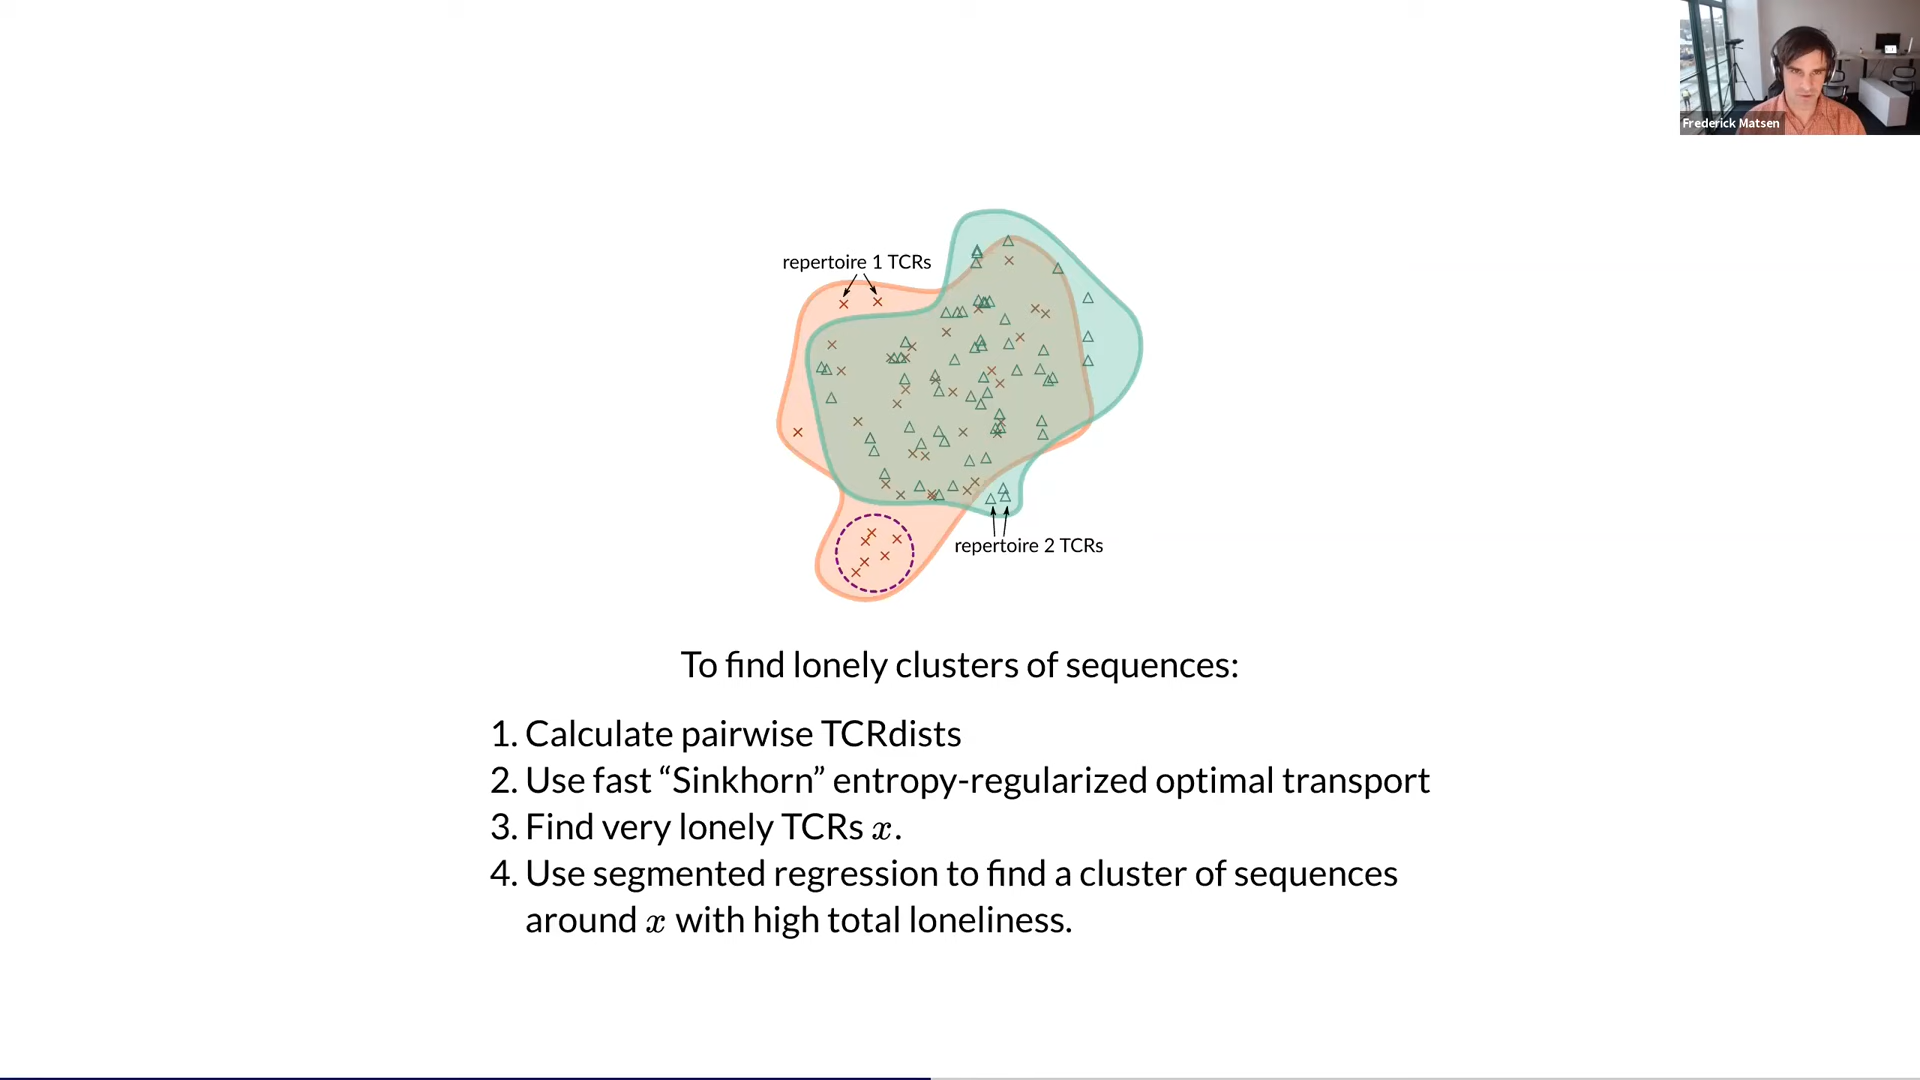 Frederick Matsen
repertoire 1 TCRs
repertoire 2 TCRs
To find lonely clusters of sequences:
1. Calculate pairwise TCRdists
2. Use fast “Sinkhorn” entropy-regularized optimal transport
3. Find very lonely TCRs x.
4. Use segmented regression to find a cluster of sequences
around x with high total loneliness.